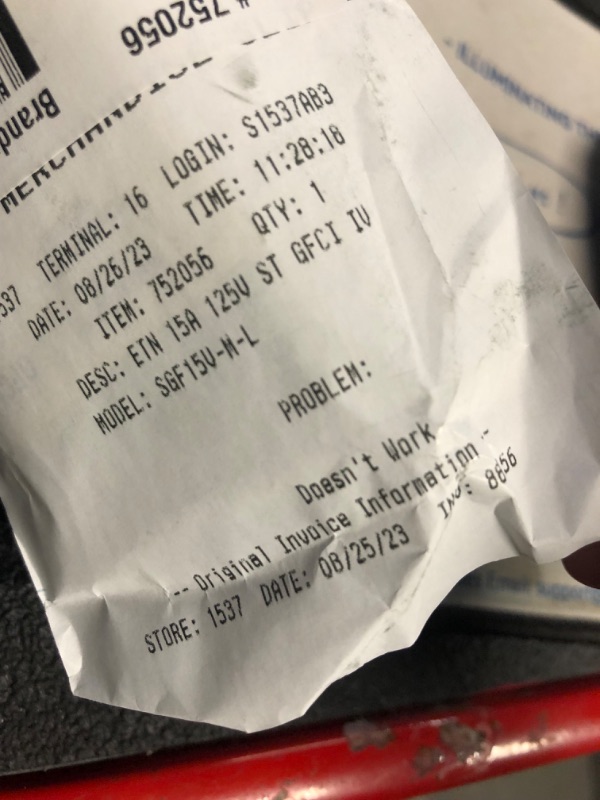 # 752056
Brand
TERMINAL: 16 LOGIN: S1537AB3
DATE: 08/26/23 TIME: 11:28:18
ITEM: 752056 QTY: 1
DESC: ETN 15A 125V ST GFCI IV
MODEL: SGF15V-M-L
PROBLEM:
Doesn't Work
-- Original Invoice Information -
STORE: 1537 DATE: 08/25/23 INV: 8856
ILLUMINATING